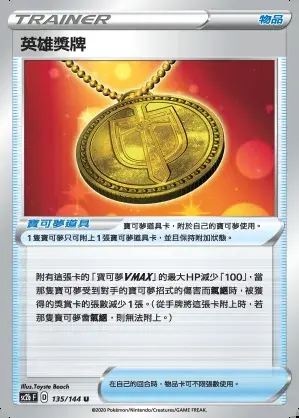 TRAINER 物品
英雄獎牌
寶可夢道具 寶可夢道具卡,附於自己的寶可夢使用。
1隻寶可夢只可附上1張寶可夢道具卡,並且保持附加狀態。
附有這張卡的「寶可夢VMAX」的最大HP減少「100」,當
那隻寶可夢受到對手的寶可夢招式的傷害而氣絕時,被獲
得的獎賞卡的張數減少1張。(從手牌將這張卡附上時,若
那隻寶可夢會氣絕,則無法附上。)
Illus.Toyste Beach
SC2b F 135/144 U
在自己的回合時,物品卡可不限張數使用。
©2020 Pokémon/Nintendo/Creatures/GAME FREAK.